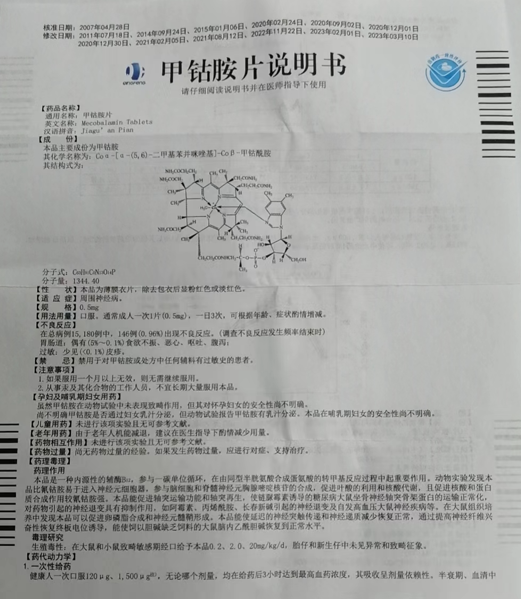 核准日期：2007年04月28日
修改日期：2011年07月18日，2014年09月24日，2015年01月06日，2020年02月24日，2020年09月02日，2020年12月01日
2020年12月30日，2021年02月05日，2021年08月12日，2022年11月22日，2023年02月01日，2023年03月10日
甲钴胺片说明书
请仔细阅读说明书并在医师指导下使用
【药品名称】
通用名称：甲钴胺片
英文名称：Mecobalamin Tablets
汉语拼音：Jiagu'an Pian
【成　份】
本品主要成份为甲钴胺
其化学名称为：Coα-[α-(5,6)-二甲基苯并咪唑基]-Coβ-甲钴酰胺
其结构式为：
分子式：C₆₃H₉₁CoN₁₃O₁₄P
分子量：1344.40
【性　状】本品为薄膜衣片，除去包衣后显粉红色或淡红色。
【适 应 症】周围神经病。
【规　格】0.5mg
【用法用量】口服。通常成人一次1片(0.5mg)，一日3次，可根据年龄、症状酌情增减。
【不良反应】
在总病例15,180例中，146例(0.96%)出现不良反应。(调查不良反应发生频率结束时)
胃肠道：偶有(5%～0.1%)食欲不振、恶心、呕吐、腹泻；
过敏：少见(<0.1%)皮疹。
【禁　忌】禁用于对甲钴胺或处方中任何辅料有过敏史的患者。
【注意事项】
1. 如果服用一个月以上无效，则无需继续服用。
2. 从事汞及其化合物的工作人员，不宜长期大量服用本品。
【孕妇及哺乳期妇女用药】
虽然甲钴胺在动物试验中未表现致畸作用，但其对怀孕妇女的安全性尚不明确。
尚不明确甲钴胺是否通过妇女乳汁分泌，但动物试验报告甲钴胺有乳汁分泌。本品在哺乳期妇女的安全性尚不明确。
【儿童用药】未进行该项实验且无可参考文献。
【老年用药】由于老年人机能减退，建议在医生指导下酌情减少用量。
【药物相互作用】未进行该项实验且无可参考文献。
【药物过量】尚无药物过量的经验，如果发生药物过量，应进行对症、支持治疗。
【药理毒理】
药理作用
本品是一种内源性的辅酶B₁₂，参与一碳单位循环，在由同型半胱氨酸合成蛋氨酸的转甲基反应过程中起重要作用。动物实验发现本
品比氰钴胺易于进入神经元细胞器，参与脑细胞和脊髓神经元胸腺嘧啶核苷的合成，促进叶酸的利用和核酸代谢，且促进核酸和蛋白
质合成作用较氰钴胺强。本品能促进轴突运输功能和轴突再生，使链脲霉素诱导的糖尿病大鼠坐骨神经轴突骨架蛋白的运输正常化，
对药物引起的神经退变具有抑制作用，如阿霉素、丙烯酰胺、长春新碱引起的神经退变及自发高血压大鼠神经疾病等。在大鼠组织培
养中发现本品可以促进卵磷脂合成和神经元髓鞘形成。本品能使延迟的神经突触传递和神经递质减少恢复正常，通过提高神经纤维兴
奋性恢复终板电位诱导，能使饲以胆碱缺乏饲料的大鼠脑内乙酰胆碱恢复到正常水平。
毒理研究
生殖毒性：在大鼠和小鼠致畸敏感期经口给予本品0.2、2.0、20mg/kg/d，胎仔和新生仔中未见异常和致畸征象。
【药代动力学】
1. 一次性给药
健康人一次口服120μg、1,500μg，无论哪个剂量，均在给药后3小时达到最高血药浓度，其吸收呈剂量依赖性。半衰期、血清中